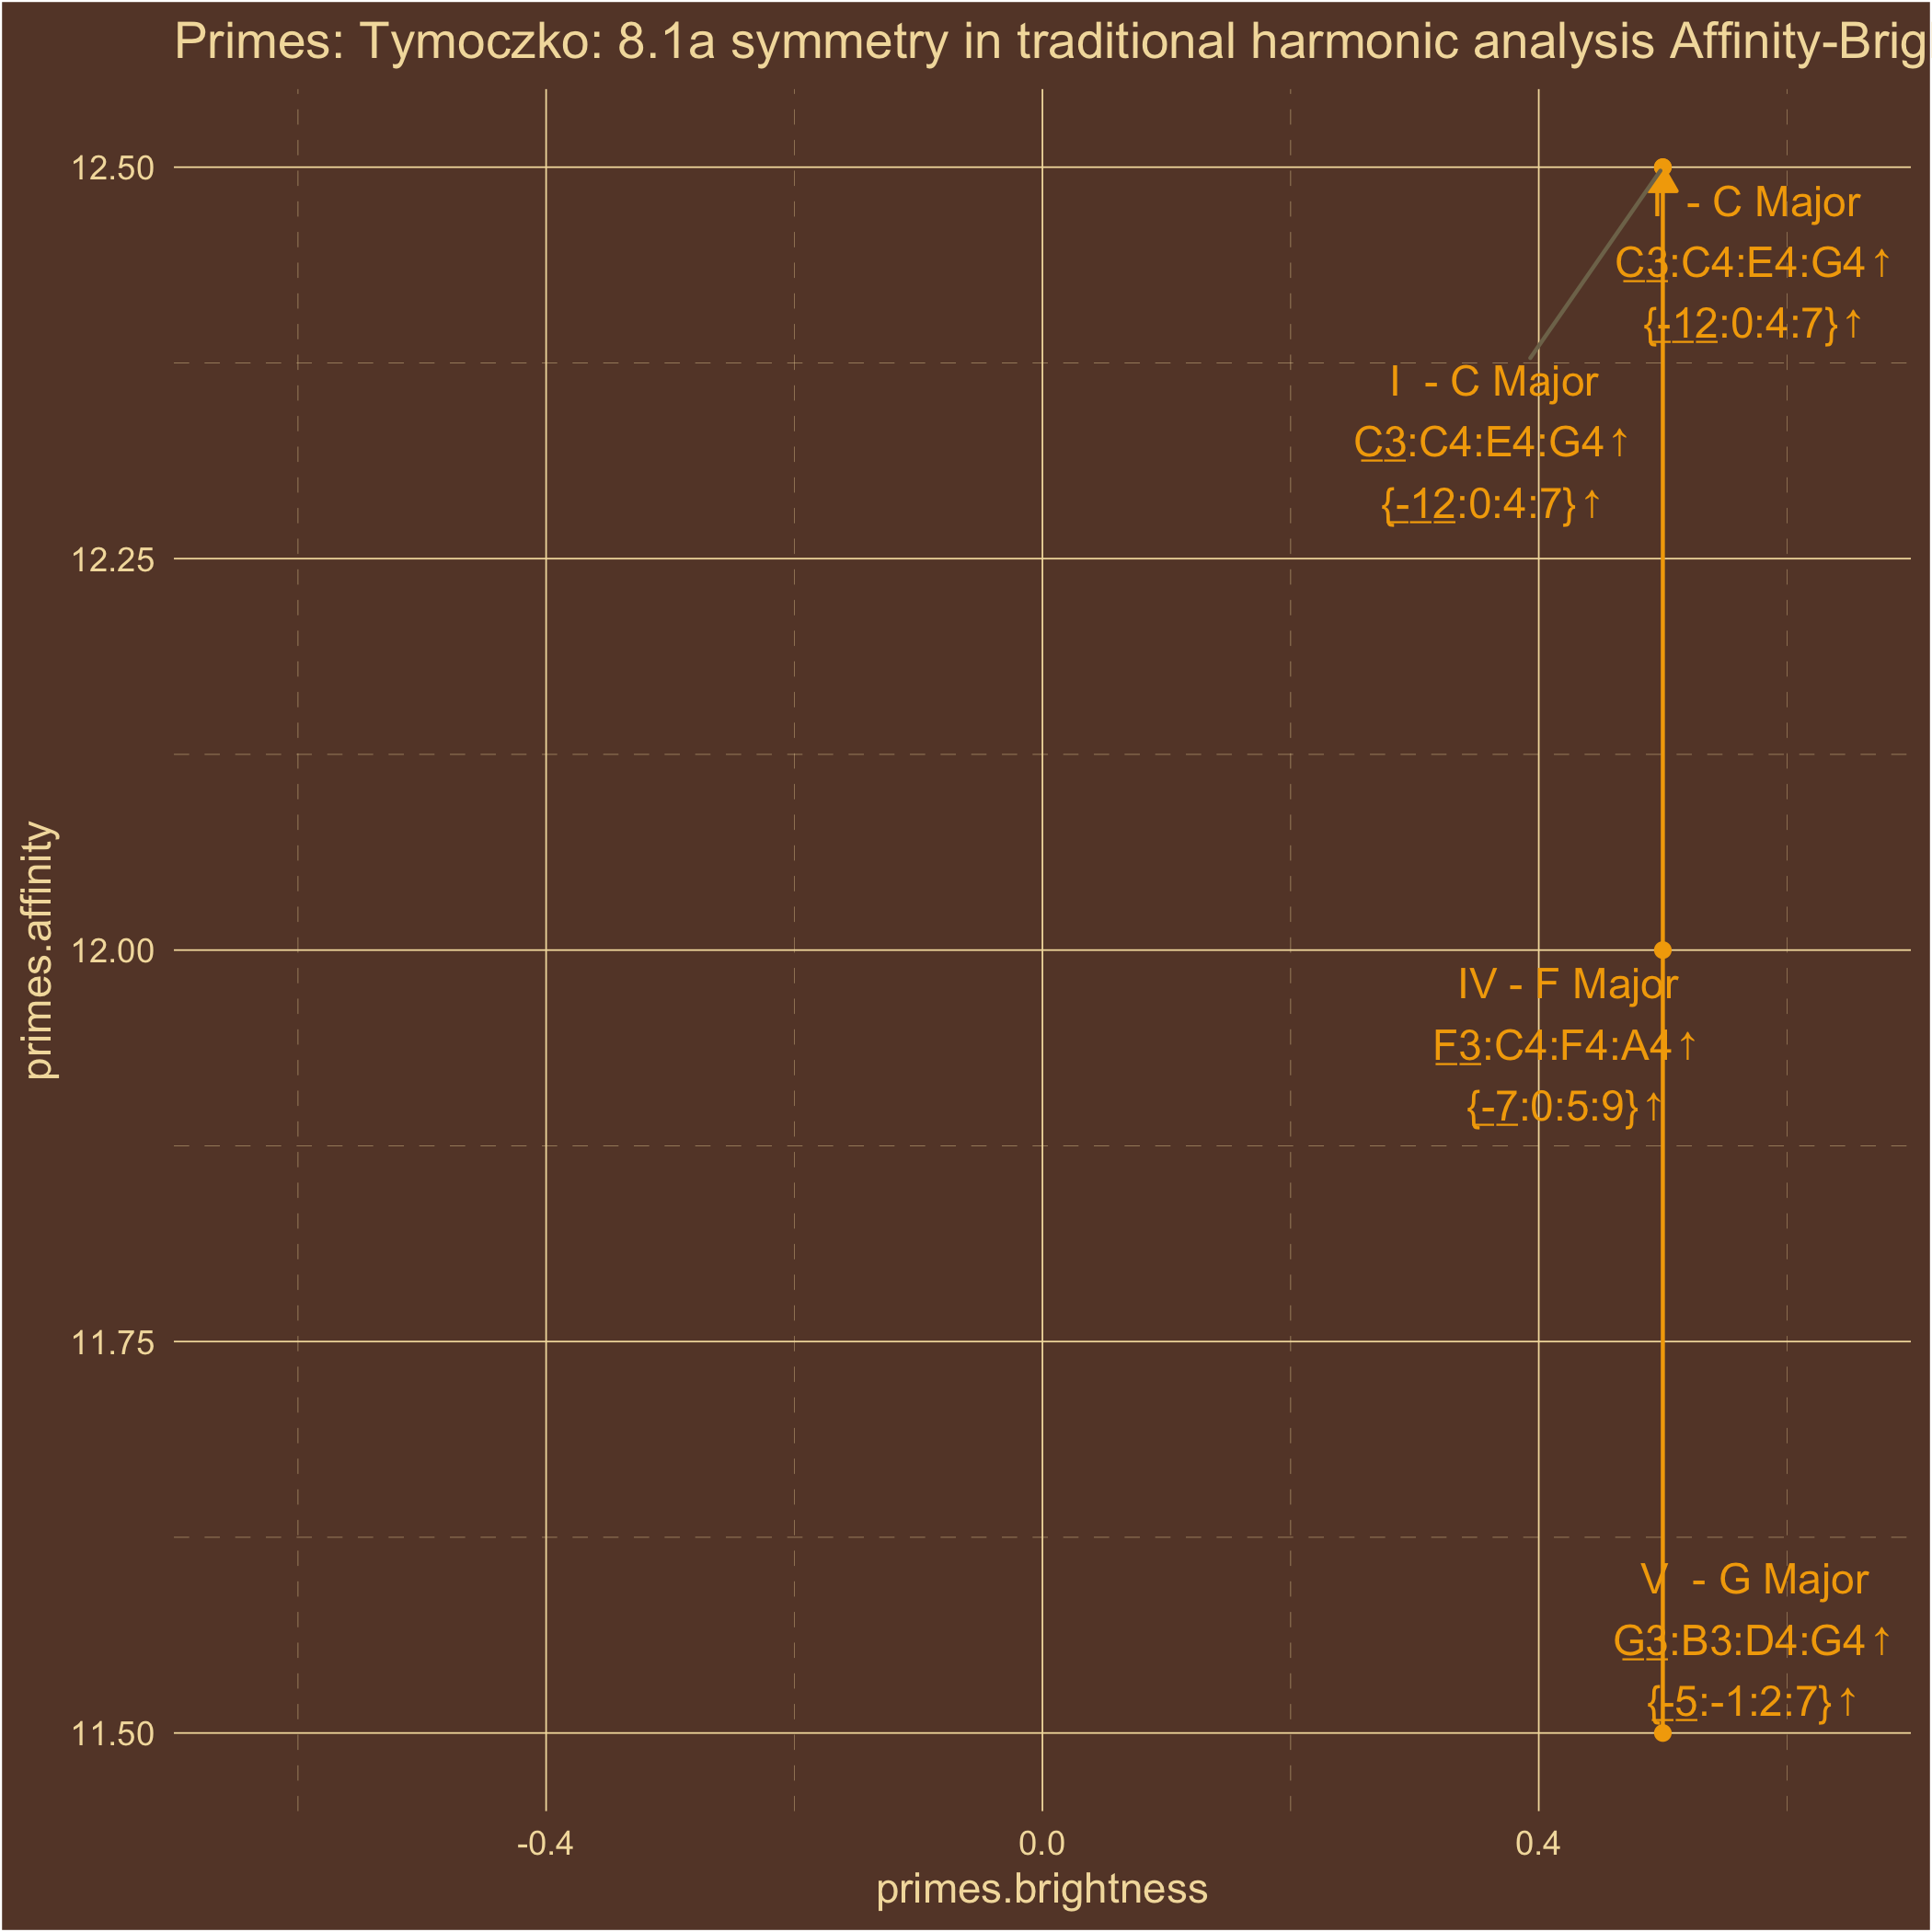 Primes: Tymoczko: 8.1a symmetry in traditional harmonic analysis Affinity-Brig
12.50
I  - C Major
C3:C4:E4:G4↑
{-12:0:4:7}↑
I  - C Major
C3:C4:E4:G4↑
{-12:0:4:7}↑
12.25
primes.affinity
12.00
IV - F Major
F3:C4:F4:A4↑
{-7:0:5:9}↑
11.75
V  - G Major
G3:B3:D4:G4↑
{-5:-1:2:7}↑
11.50
-0.4
0.0
0.4
primes.brightness